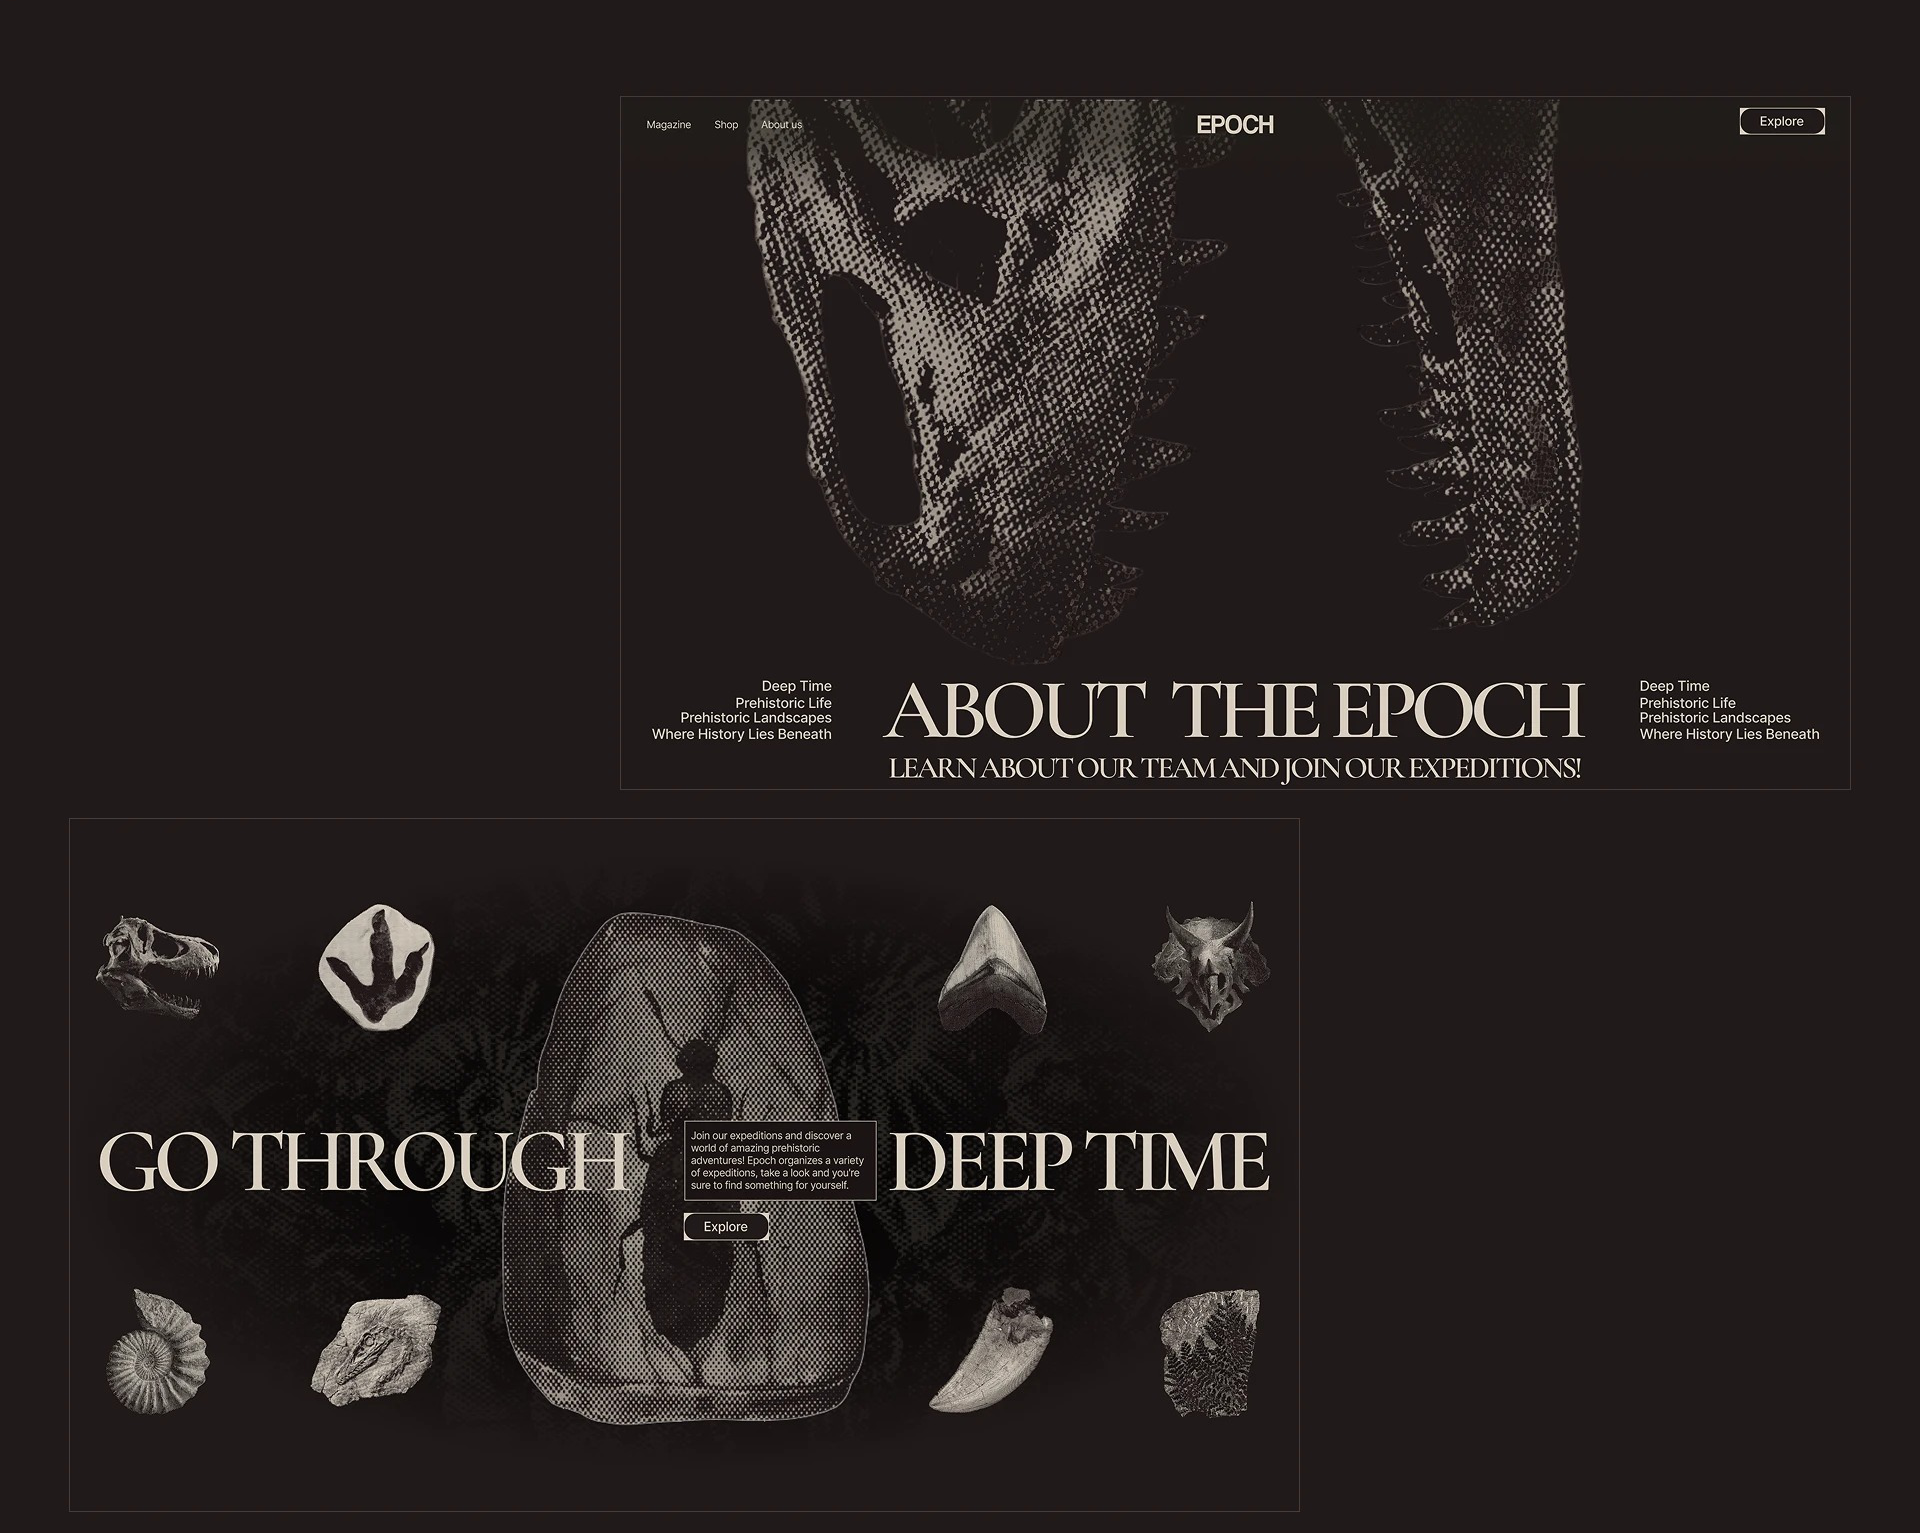 Magazine Shop About us EPOCH Explore
Deep Time
Prehistoric Life
Prehistoric Landscapes
Where History Lies Beneath
ABOUT THE EPOCH
LEARN ABOUT OUR TEAM AND JOIN OUR EXPEDITIONS!
Deep Time
Prehistoric Life
Prehistoric Landscapes
Where History Lies Beneath
GO THROUGH
Join our expeditions and discover a
world of amazing prehistoric
adventures! Epoch organizes a variety
of expeditions, take a look and you're
sure to find something for yourself.
Explore
DEEP TIME